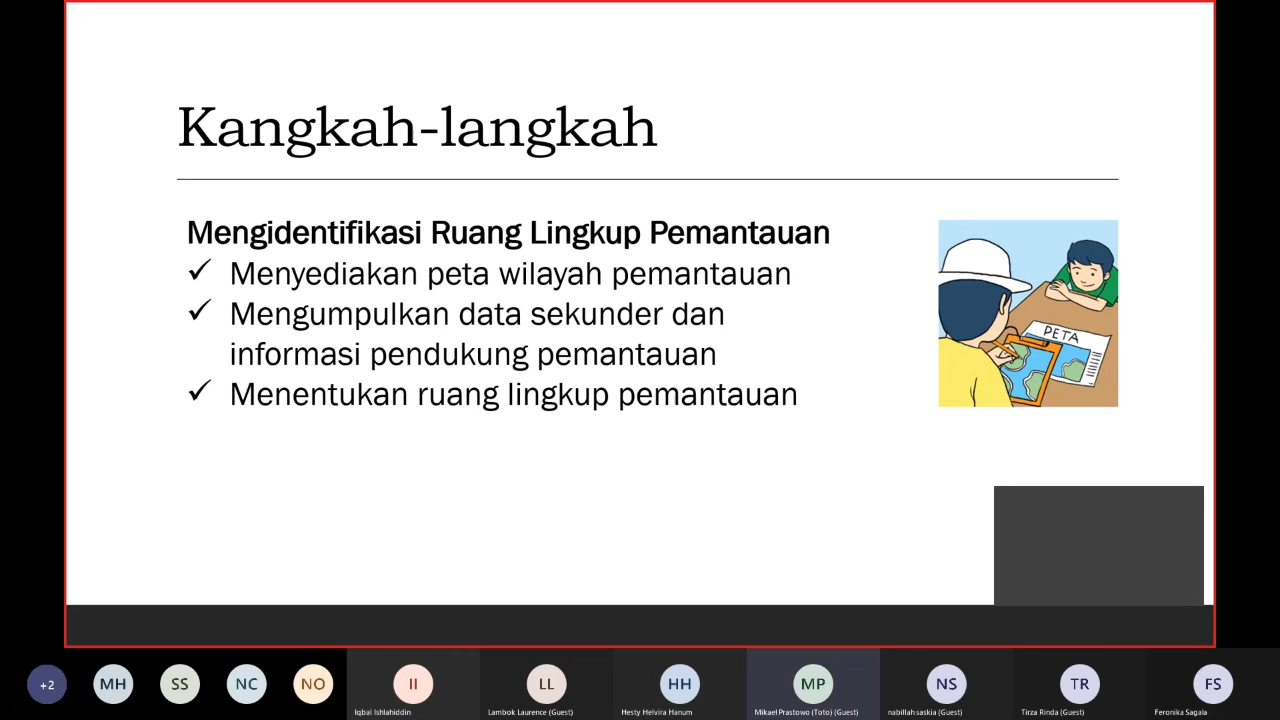 Kangkah-langkah
Mengidentifikasi Ruang Lingkup Pemantauan
✓ Menyediakan peta wilayah pemantauan
✓ Mengumpulkan data sekunder dan
informasi pendukung pemantauan
✓ Menentukan ruang lingkup pemantauan
PETA
+2
MH
SS
NC
NO
II
LL
HH
MP
NS
TR
FS
Iqbal Ishlahiddin
Lambok Laurence (Guest)
Hesty Helvira Hanum
Mikael Prastowo (Toto) (Guest)
nabillah saskia (Guest)
Tirza Rinda (Guest)
Feronika Sagala